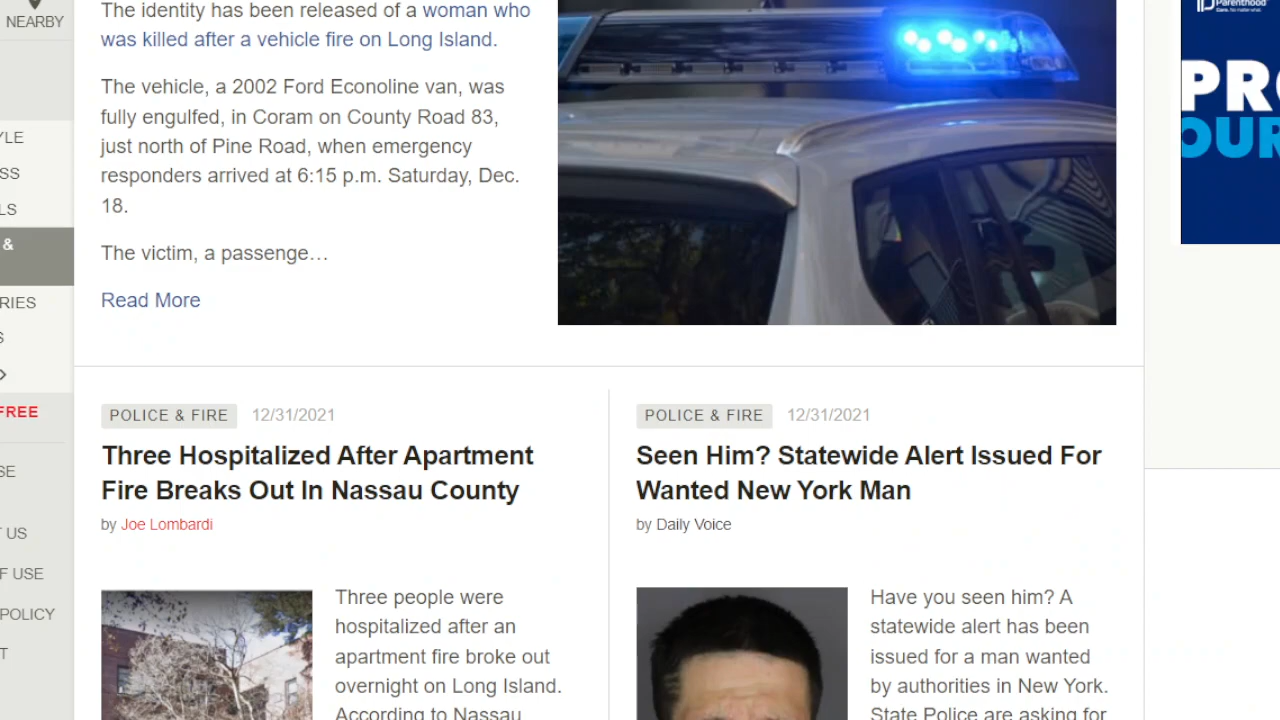 NEARBY
YLE
SS
LS
&
RIES
S
FREE
SE
T US
F USE
POLICY
T
The identity has been released of a woman who
was killed after a vehicle fire on Long Island.
The vehicle, a 2002 Ford Econoline van, was
fully engulfed, in Coram on County Road 83,
just north of Pine Road, when emergency
responders arrived at 6:15 p.m. Saturday, Dec.
18.
The victim, a passenge…
Read More
POLICE & FIRE 12/31/2021
Three Hospitalized After Apartment
Fire Breaks Out In Nassau County
by Joe Lombardi
Three people were
hospitalized after an
apartment fire broke out
overnight on Long Island.
According to Nassau
POLICE & FIRE 12/31/2021
Seen Him? Statewide Alert Issued For
Wanted New York Man
by Daily Voice
Have you seen him? A
statewide alert has been
issued for a man wanted
by authorities in New York.
State Police are asking for
Parenthood
Care. No matter what.
PRO
OUR